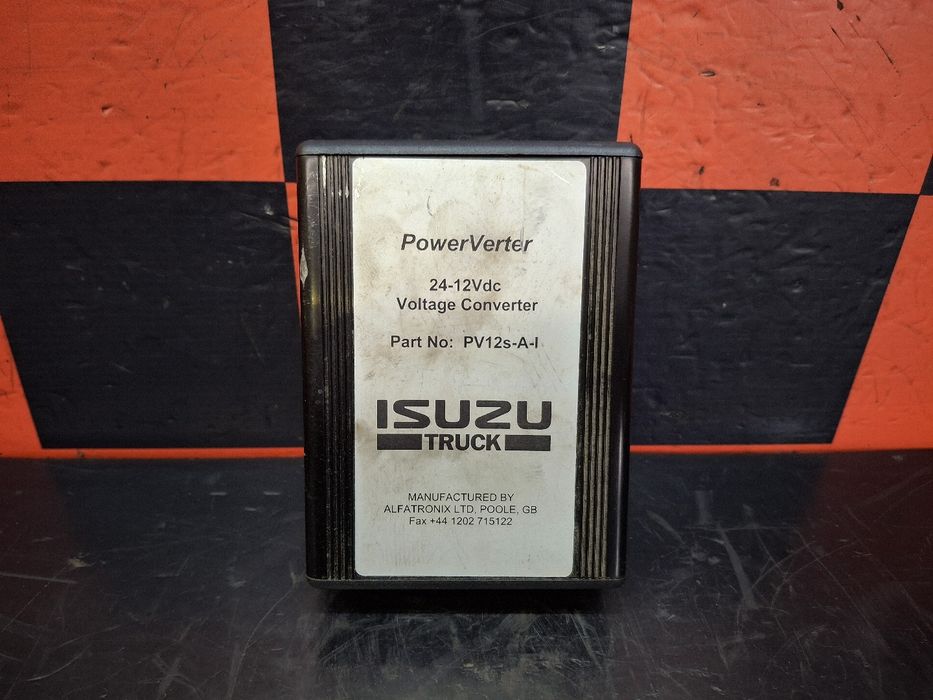 PowerVerter
24-12Vdc
Voltage Converter
Part No: PV12s-A-I
ISUZU
TRUCK
MANUFACTURED BY
ALFATRONIX LTD, POOLE, GB
Fax +44 1202 715122